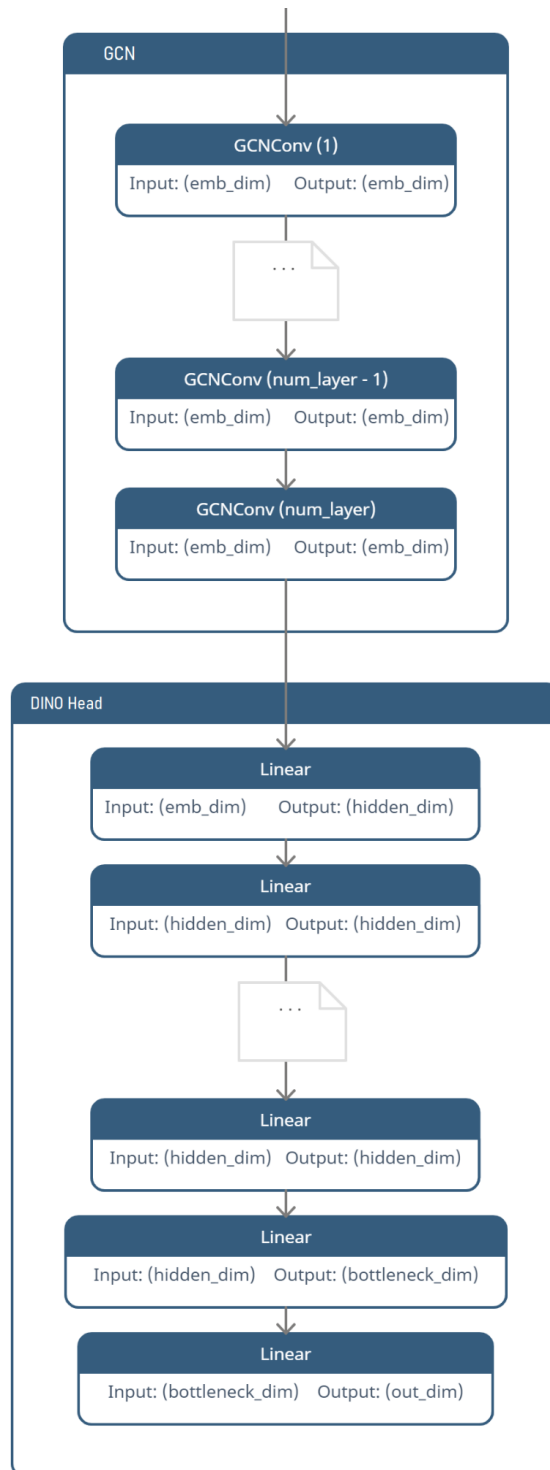 GCN
GCNConv (1)
Input: (emb_dim) Output: (emb_dim)
...
GCNConv (num_layer - 1)
Input: (emb_dim) Output: (emb_dim)
GCNConv (num_layer)
Input: (emb_dim) Output: (emb_dim)
DINO Head
Linear
Input: (emb_dim) Output: (hidden_dim)
Linear
Input: (hidden_dim) Output: (hidden_dim)
...
Linear
Input: (hidden_dim) Output: (hidden_dim)
Linear
Input: (hidden_dim) Output: (bottleneck_dim)
Linear
Input: (bottleneck_dim) Output: (out_dim)